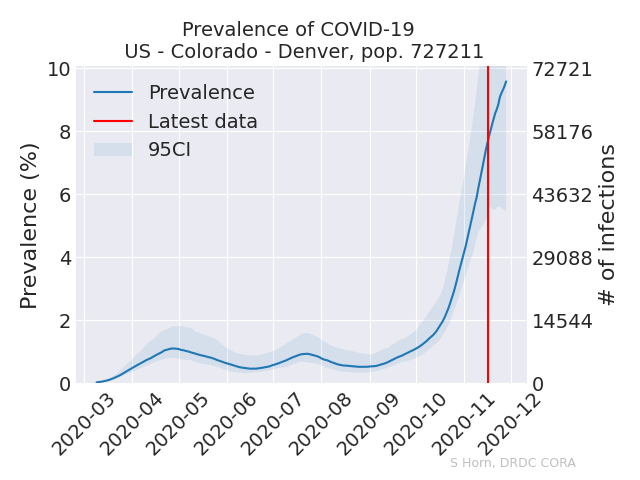 Prevalence of COVID-19
US - Colorado - Denver, pop. 727211
Prevalence
Latest data
95CI
Prevalence (%)
10
8
6
4
2
0
72721
58176
43632
29088
14544
0
# of infections
2020-03
2020-04
2020-05
2020-06
2020-07
2020-08
2020-09
2020-10
2020-11
2020-12
S Horn, DRDC CORA